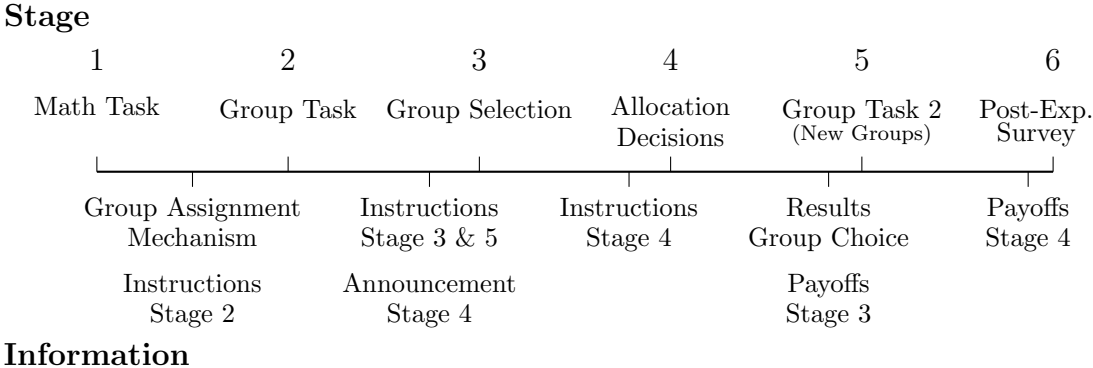 Stage
1 2 3 4 5 6
Math Task Group Task Group Selection Allocation Group Task 2 Post-Exp.
Decisions (New Groups) Survey
Group Assignment Instructions Instructions Results Payoffs
Mechanism Stage 3 & 5 Stage 4 Group Choice Stage 4
Instructions Announcement Payoffs
Stage 2 Stage 4 Stage 3
Information